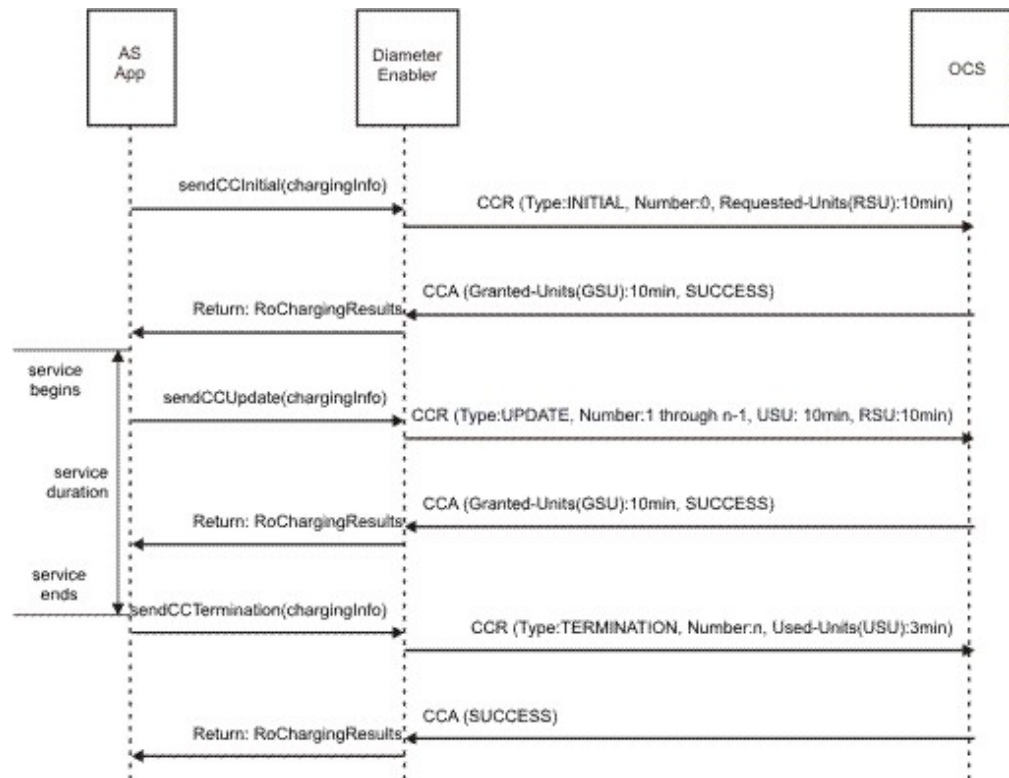 AS
App
Diameter
Enabler
OCS
sendCCInitial(chargingInfo)
CCR (Type:INITIAL, Number:0, Requested-Units(RSU):10min)
CCA (Granted-Units(GSU):10min, SUCCESS)
Return: RoChargingResults
service
begins
sendCCUpdate(chargingInfo)
CCR (Type:UPDATE, Number:1 through n-1, USU: 10min, RSU:10min)
service
duration
CCA (Granted-Units(GSU):10min, SUCCESS)
Return: RoChargingResults
service
ends
sendCCTermination(chargingInfo)
CCR (Type:TERMINATION, Number:n, Used-Units(USU):3min)
CCA (SUCCESS)
Return: RoChargingResults